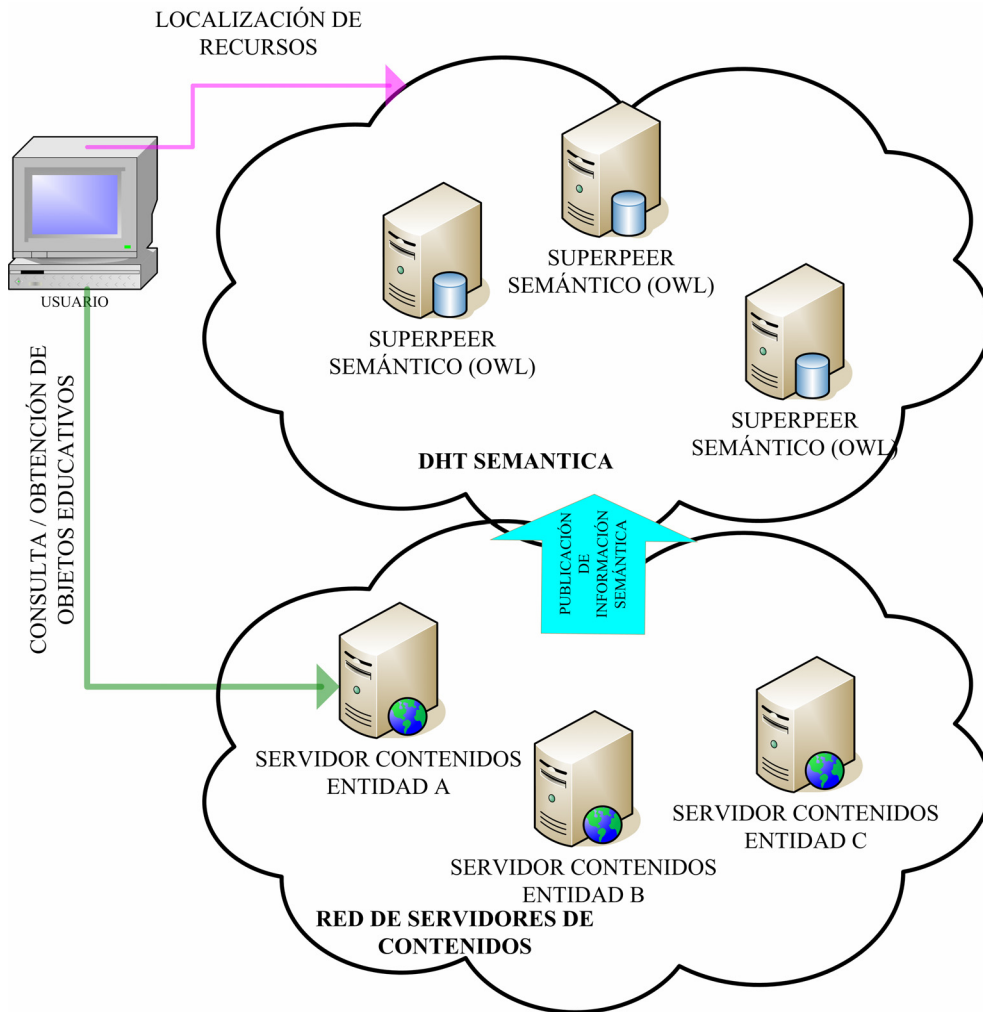 LOCALIZACIÓN DE
RECURSOS
USUARIO
SUPERPEER
SEMÁNTICO (OWL)
SUPERPEER
SEMÁNTICO (OWL)
SUPERPEER
SEMÁNTICO (OWL)
DHT SEMANTICA
CONSULTA / OBTENCIÓN DE
OBJETOS EDUCATIVOS
PUBLICACIÓN
DE
INFORMACIÓN
SEMÁNTICA
SERVIDOR CONTENIDOS
ENTIDAD A
SERVIDOR CONTENIDOS
ENTIDAD B
SERVIDOR CONTENIDOS
ENTIDAD C
RED DE SERVIDORES DE
CONTENIDOS